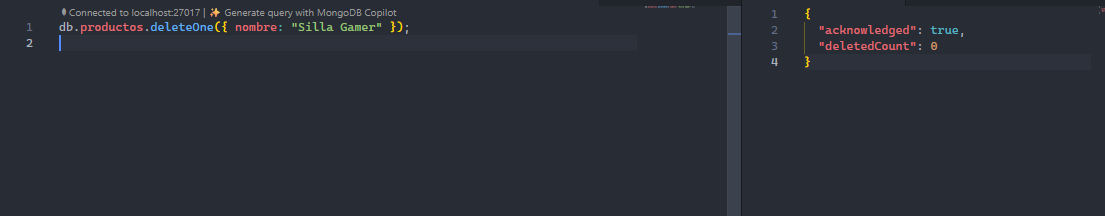 Connected to localhost:27017 | ✨ Generate query with MongoDB Copilot
1 db.productos.deleteOne({ nombre: "Silla Gamer" });
2
1 {
2 "acknowledged": true,
3 "deletedCount": 0
4 }